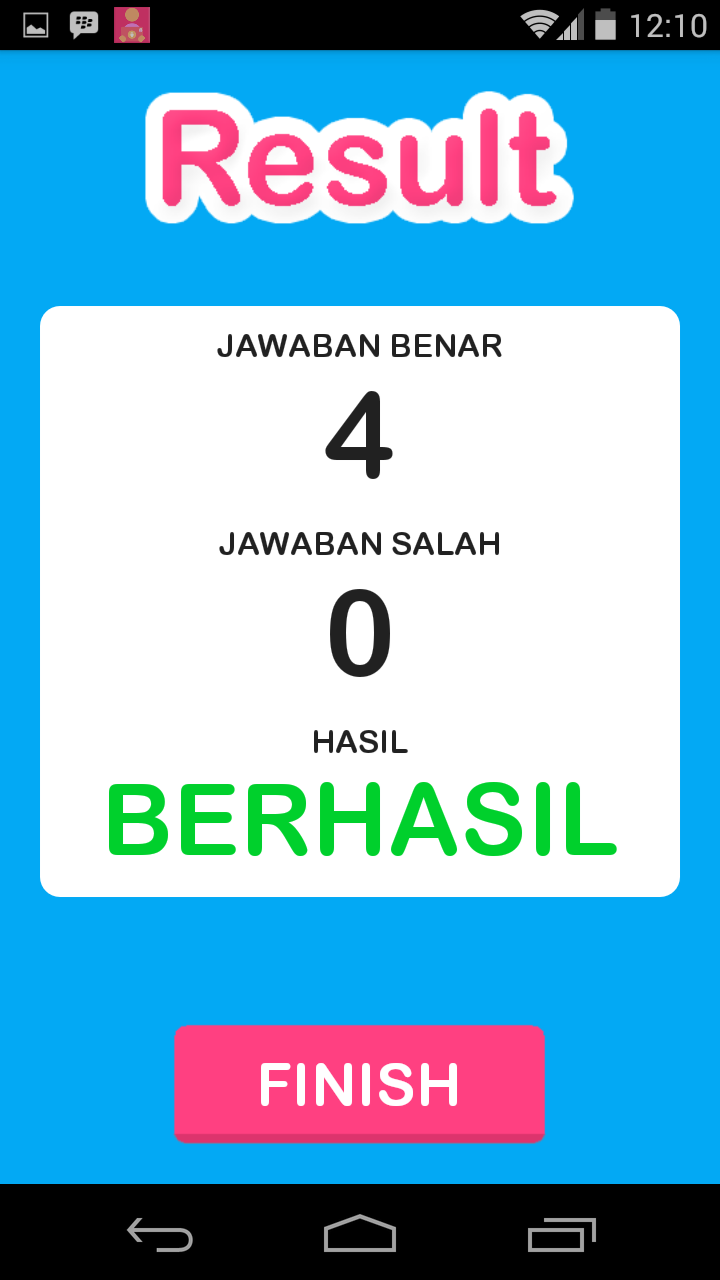 12:10
Result
JAWABAN BENAR
4
JAWABAN SALAH
0
HASIL
BERHASIL
FINISH